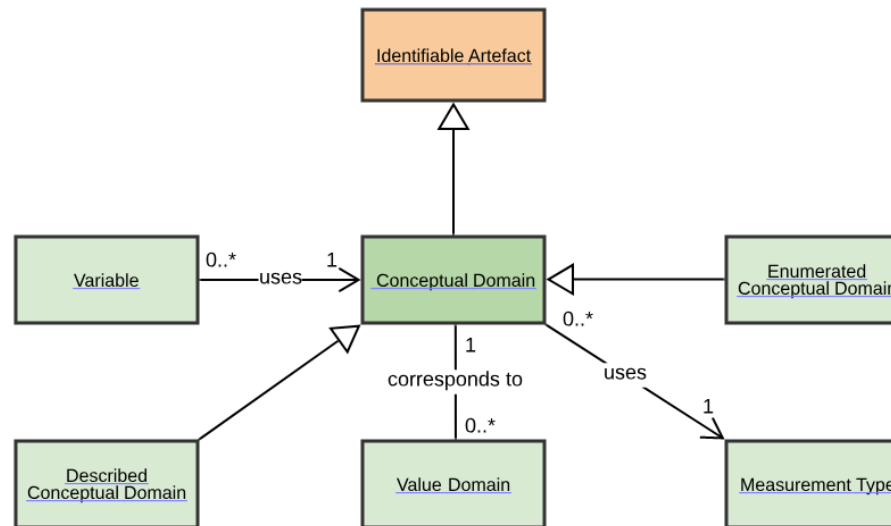 Identifiable Artefact
Variable
0..*
uses
1
Conceptual Domain
Enumerated
Conceptual Domain
0..*
1
corresponds to
0..*
uses
1
Described
Conceptual Domain
Value Domain
Measurement Type